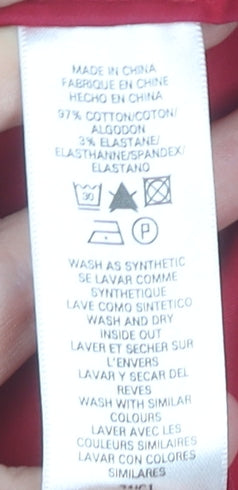 MADE IN CHINA
FABRIQUE EN CHINE
HECHO EN CHINA
97% COTTON/COTON/
ALGODON
3% ELASTANE/
ELASTHANNE/SPANDEX/
ELASTANO
30
P
WASH AS SYNTHETIC
SE LAVAR COMME
SYNTHETIQUE
LAVE COMO SINTETICO
WASH AND DRY
INSIDE OUT
LAVER ET SECHER SUR
L'ENVERS
LAVAR Y SECAR DEL
REVES
WASH WITH SIMILAR
COLOURS
LAVER AVEC LES
COULEURS SIMILAIRES
LAVAR CON COLORES
SIMILARES